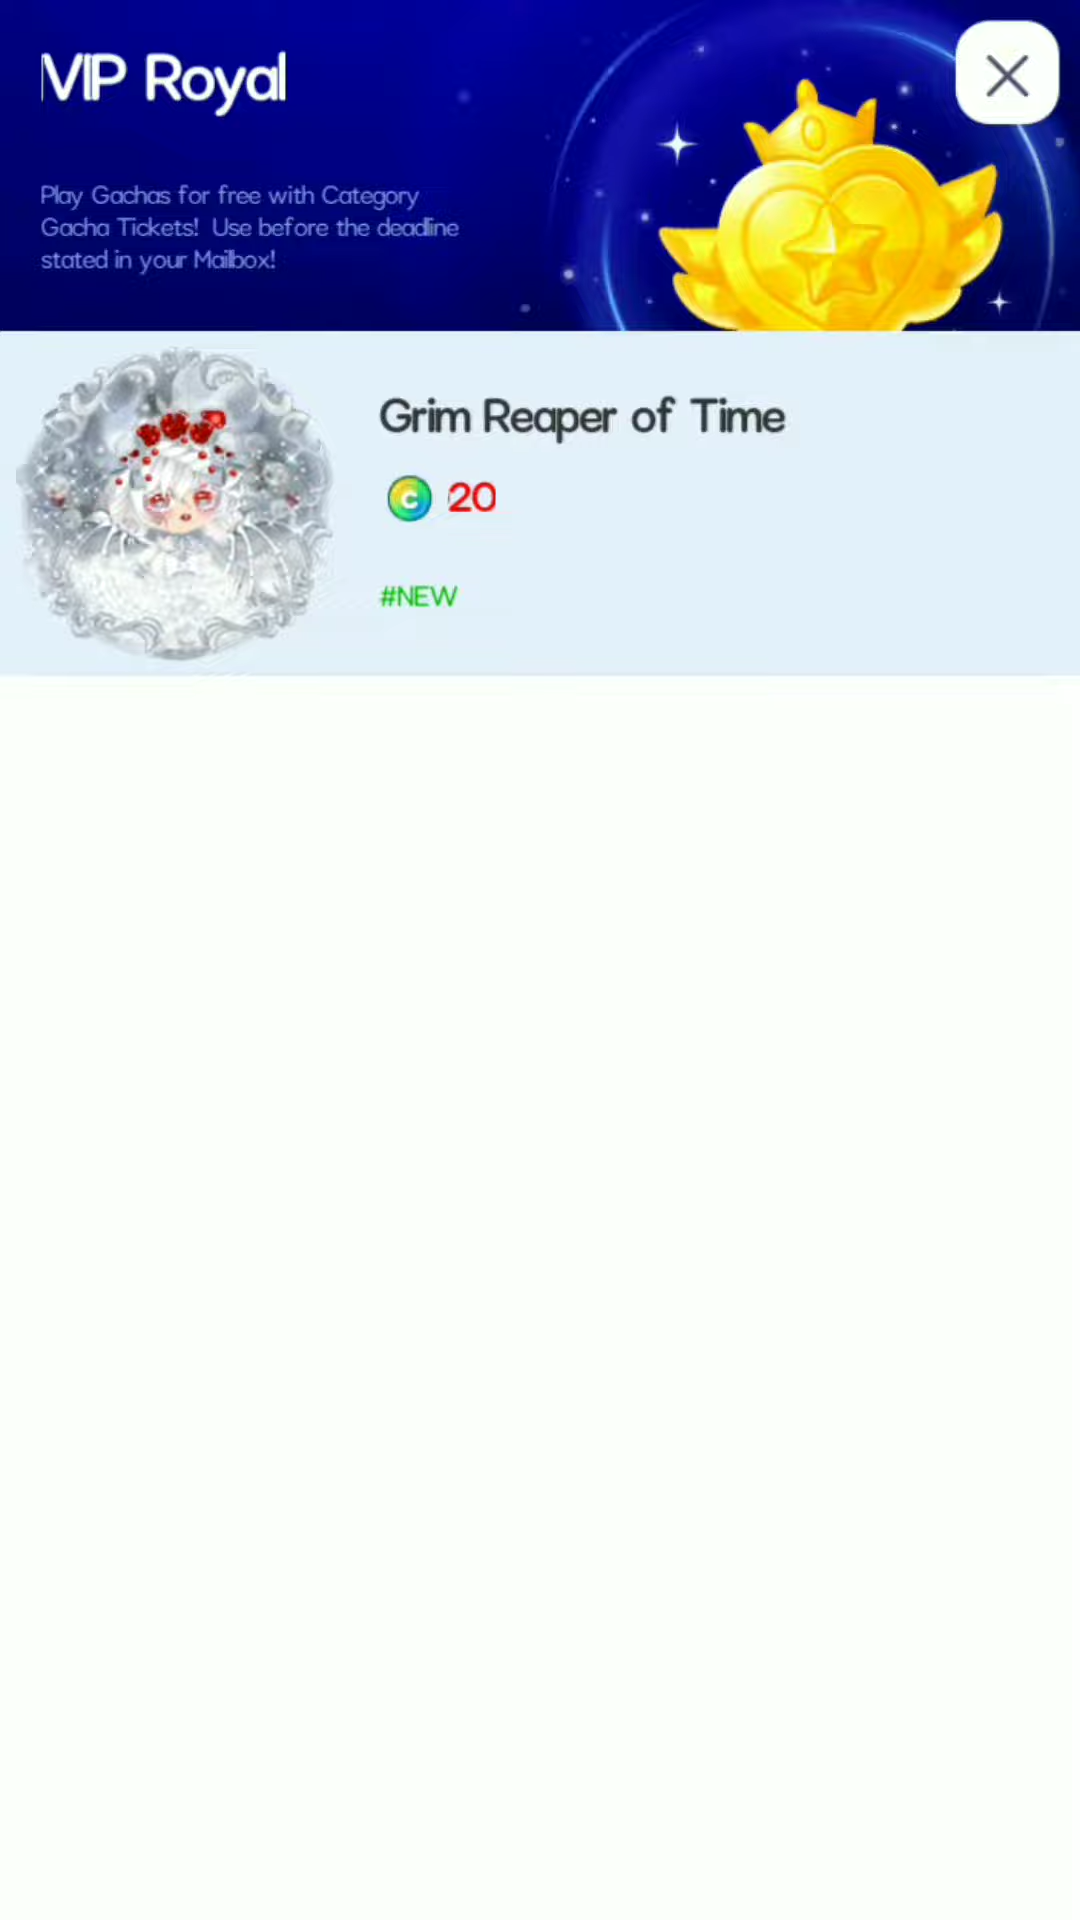 VIP Royal
Play Gachas for free with Category
Gacha Tickets! Use before the deadline
stated in your Mailbox!
Grim Reaper of Time
C 20
#NEW